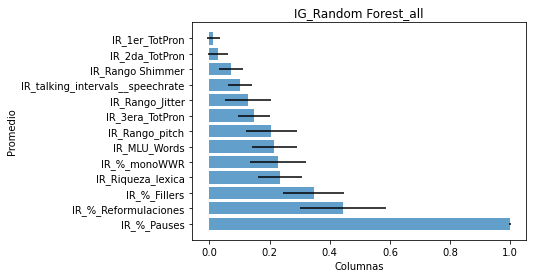 IG_Random Forest_all
IR_1er_TotPron
IR_2da_TotPron
IR_Rango Shimmer
IR_talking_intervals__speechrate
IR_Rango_Jitter
IR_3era_TotPron
IR_Rango_pitch
IR_MLU_Words
IR_%_monoWWR
IR_Riqueza_lexica
IR_%_Fillers
IR_%_Reformulaciones
IR_%_Pauses
Promedio
0.0 0.2 0.4 0.6 0.8 1.0
Columnas